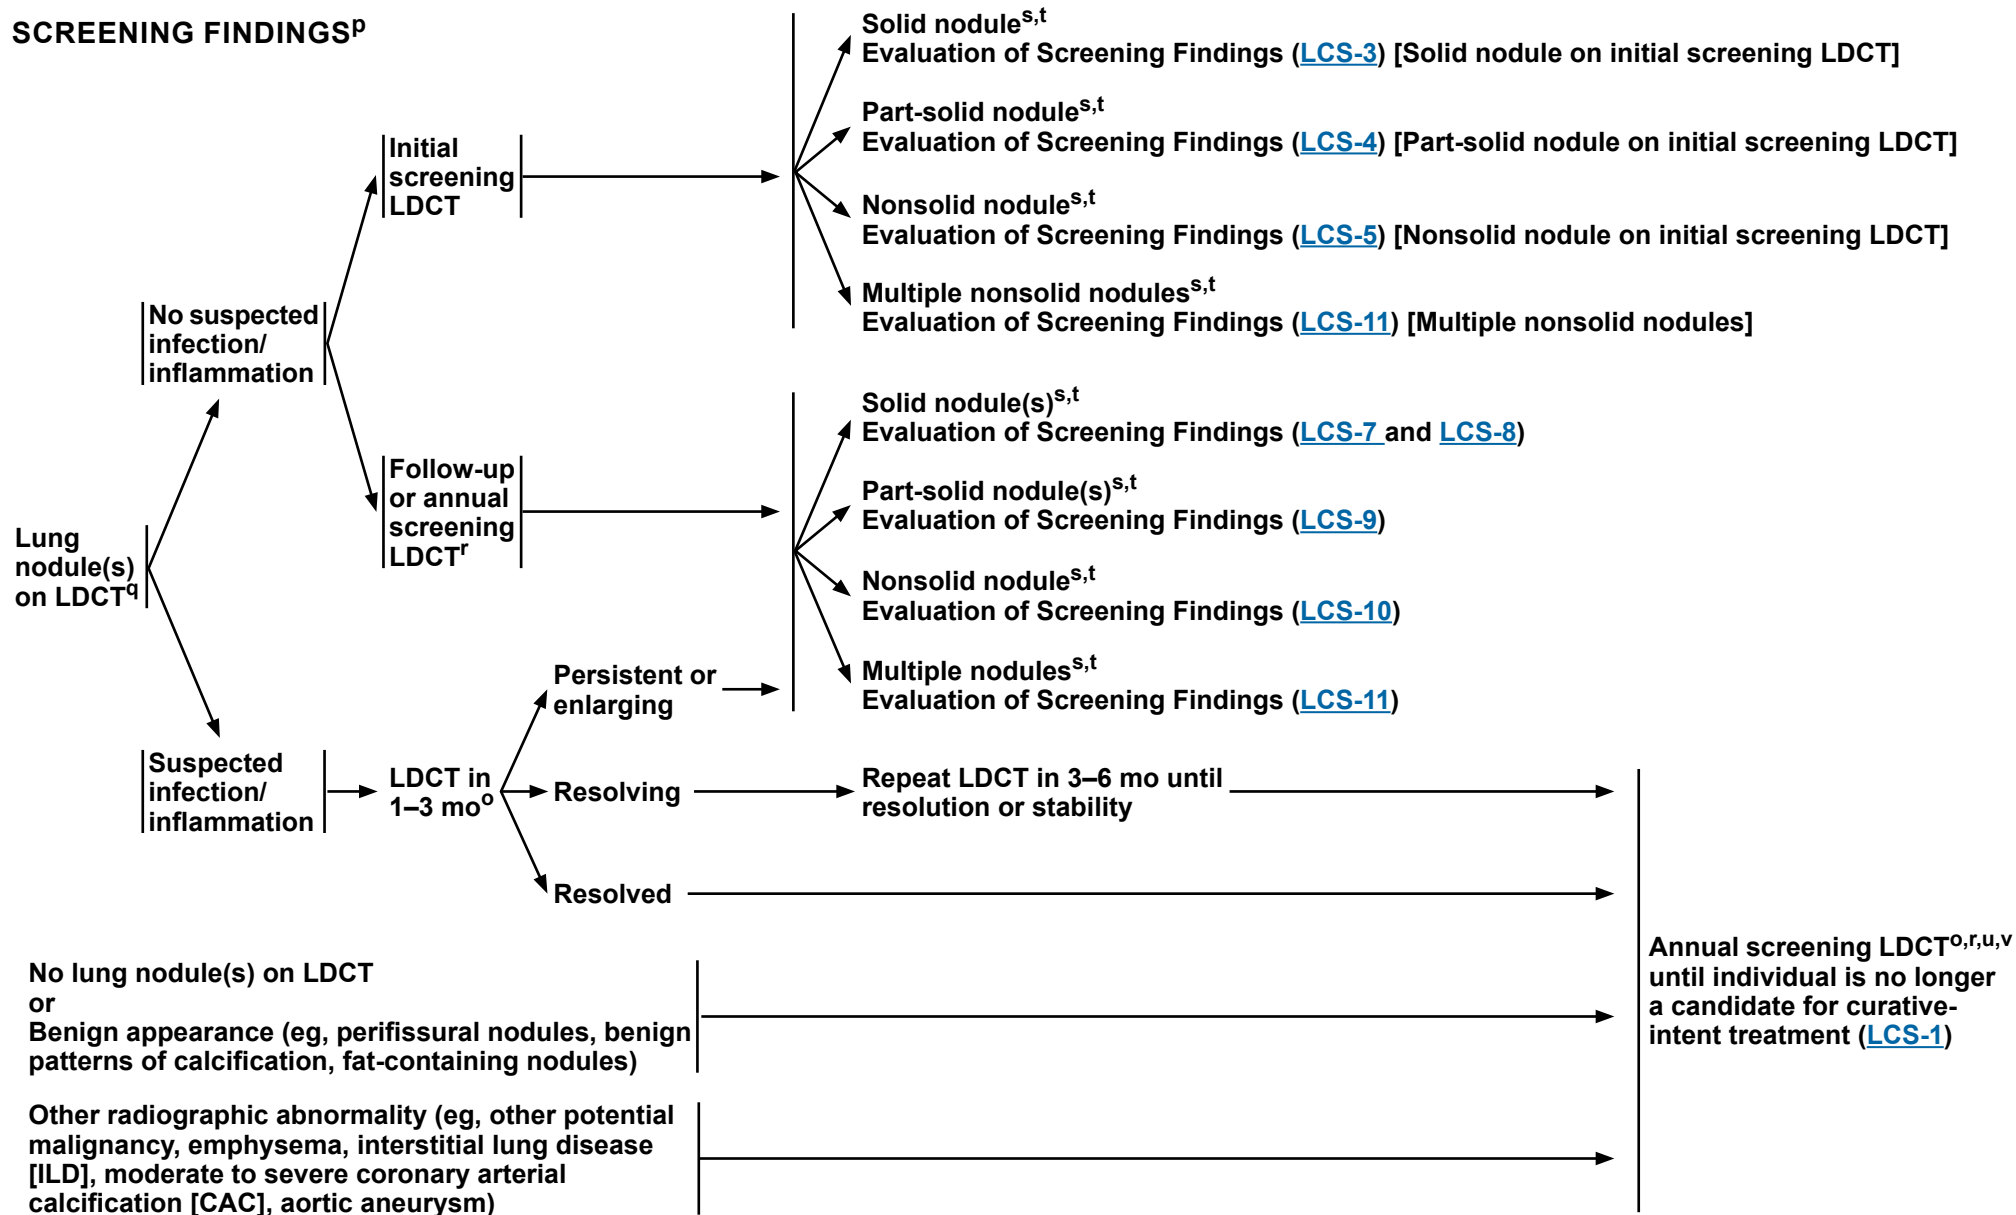 SCREENING FINDINGSp
Solid nodules,t
Evaluation of Screening Findings (LCS-3) [Solid nodule on initial screening LDCT]
Part-solid nodules,t
Evaluation of Screening Findings (LCS-4) [Part-solid nodule on initial screening LDCT]
Nonsolid nodules,t
Evaluation of Screening Findings (LCS-5) [Nonsolid nodule on initial screening LDCT]
Multiple nonsolid noduless,t
Evaluation of Screening Findings (LCS-11) [Multiple nonsolid nodules]
Initial
screening
LDCT
No suspected
infection/
inflammation
Follow-up
or annual
screening
LDCTr
Solid nodule(s)s,t
Evaluation of Screening Findings (LCS-7 and LCS-8)
Part-solid nodule(s)s,t
Evaluation of Screening Findings (LCS-9)
Nonsolid nodules,t
Evaluation of Screening Findings (LCS-10)
Multiple noduless,t
Evaluation of Screening Findings (LCS-11)
Lung
nodule(s)
on LDCTq
Suspected
infection/
inflammation
LDCT in
1–3 moo
Persistent or
enlarging
Resolving
Repeat LDCT in 3–6 mo until
resolution or stability
Resolved
No lung nodule(s) on LDCT
or
Benign appearance (eg, perifissural nodules, benign
patterns of calcification, fat-containing nodules)
Other radiographic abnormality (eg, other potential
malignancy, emphysema, interstitial lung disease
[ILD], moderate to severe coronary arterial
calcification [CAC], aortic aneurysm)
Annual screening LDCTo,r,u,v
until individual is no longer
a candidate for curative-
intent treatment (LCS-1)